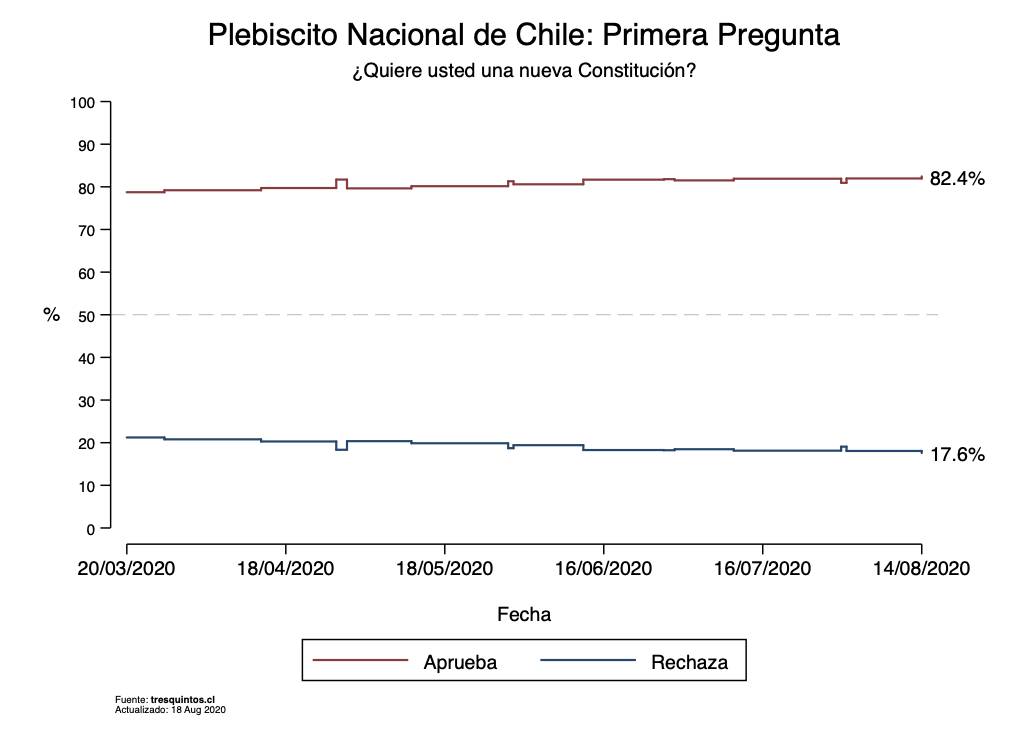 Plebiscito Nacional de Chile: Primera Pregunta
¿Quiere usted una nueva Constitución?
100
90
80
70
60
50
40
30
20
10
0
%
82.4%
17.6%
20/03/2020
18/04/2020
18/05/2020
16/06/2020
16/07/2020
14/08/2020
Fecha
Aprueba
Rechaza
Fuente: tresquintos.cl
Actualizado: 18 Aug 2020